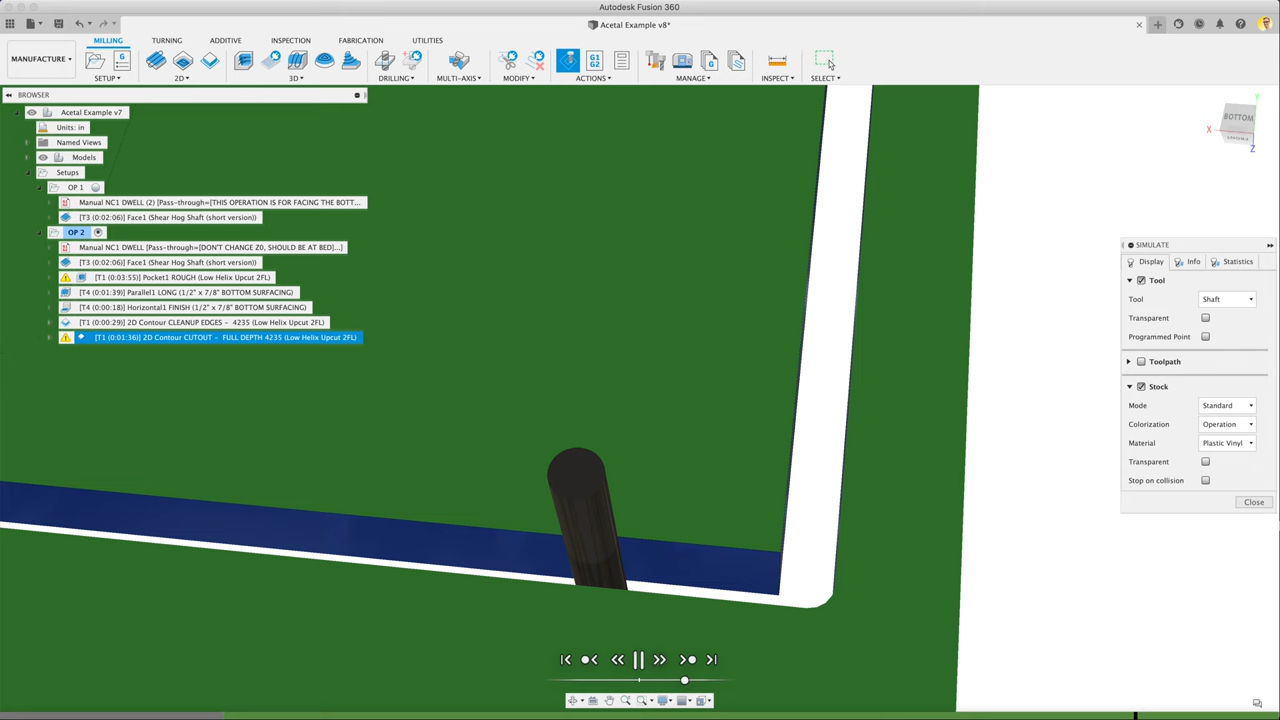 Autodesk Fusion 360
Acetal Example v8*
MANUFACTURE
MILLING TURNING ADDITIVE INSPECTION FABRICATION UTILITIES
G1
G2
SETUP 2D 3D DRILLING MULTI-AXIS MODIFY ACTIONS MANAGE INSPECT SELECT
BROWSER
Acetal Example v7
Units: in
Named Views
Models
Setups
OP 1
Manual NC1 DWELL (2) [Pass-through=[THIS OPERATION IS FOR FACING THE BOTT...
[T3 (0:02:06)] Face1 (Shear Hog Shaft (short version))
OP 2
Manual NC1 DWELL [Pass-through=[DON'T CHANGE Z0, SHOULD BE AT BED]...]
[T3 (0:02:06)] Face1 (Shear Hog Shaft (short version))
[T1 (0:03:55)] Pocket1 ROUGH (Low Helix Upcut 2FL)
[T4 (0:01:39)] Parallel1 LONG (1/2" x 7/8" BOTTOM SURFACING)
[T4 (0:00:18)] Horizontal1 FINISH (1/2" x 7/8" BOTTOM SURFACING)
[T1 (0:00:29)] 2D Contour CLEANUP EDGES - 4235 (Low Helix Upcut 2FL)
[T1 (0:01:36)] 2D Contour CUTOUT - FULL DEPTH 4235 (Low Helix Upcut 2FL)
Y
BOTTOM
X
Z
SIMULATE
Display Info Statistics
Tool
Tool Shaft
Transparent
Programmed Point
Toolpath
Stock
Mode Standard
Colorization Operation
Material Plastic Vinyl
Transparent
Stop on collision
Close